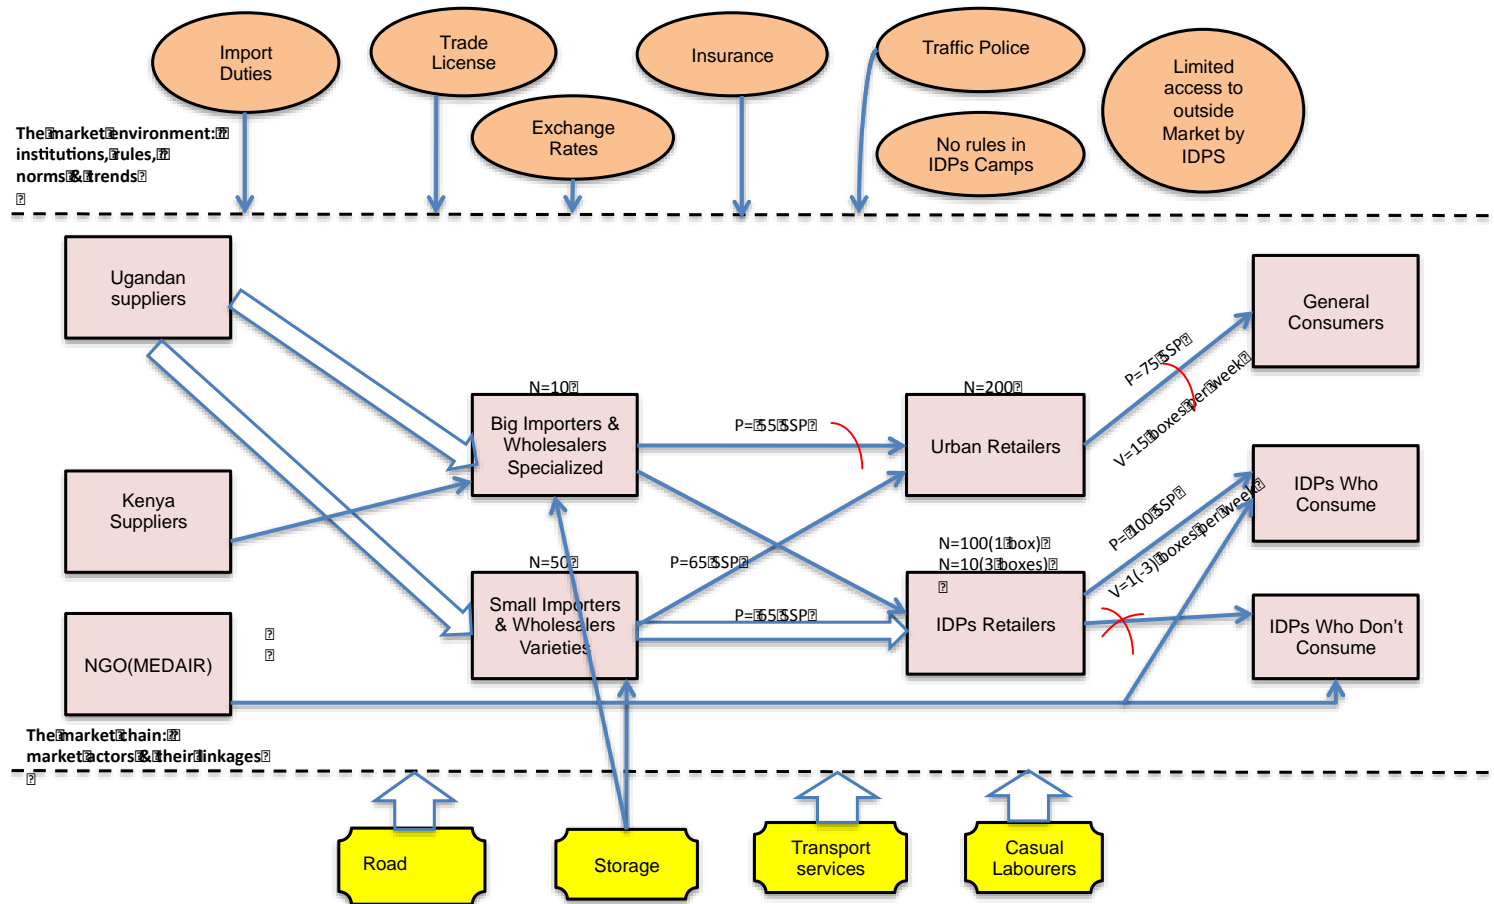 Import
Duties
Trade
License
Insurance
Traffic Police
Limited
access to
outside
Market by
IDPS
Exchange
Rates
No rules in
IDPs Camps
The market environment:
institutions, rules,
norms & trends
Ugandan
suppliers
General
Consumers
P=75 SSP
V=15 boxes per week
N=10
Big Importers &
Wholesalers
Specialized
P= 55 SSP
N=200
Urban Retailers
Kenya
Suppliers
IDPs Who
Consume
P= 100 SSP
V=1(-3) boxes per week
N=50
Small Importers
& Wholesalers
Varieties
P=65 SSP
P= 65 SSP
N=100(1 box)
N=10(3 boxes)
IDPs Retailers
IDPs Who Don't
Consume
NGO(MEDAIR)
The market chain:
market actors & their linkages
Road
Storage
Transport
services
Casual
Labourers